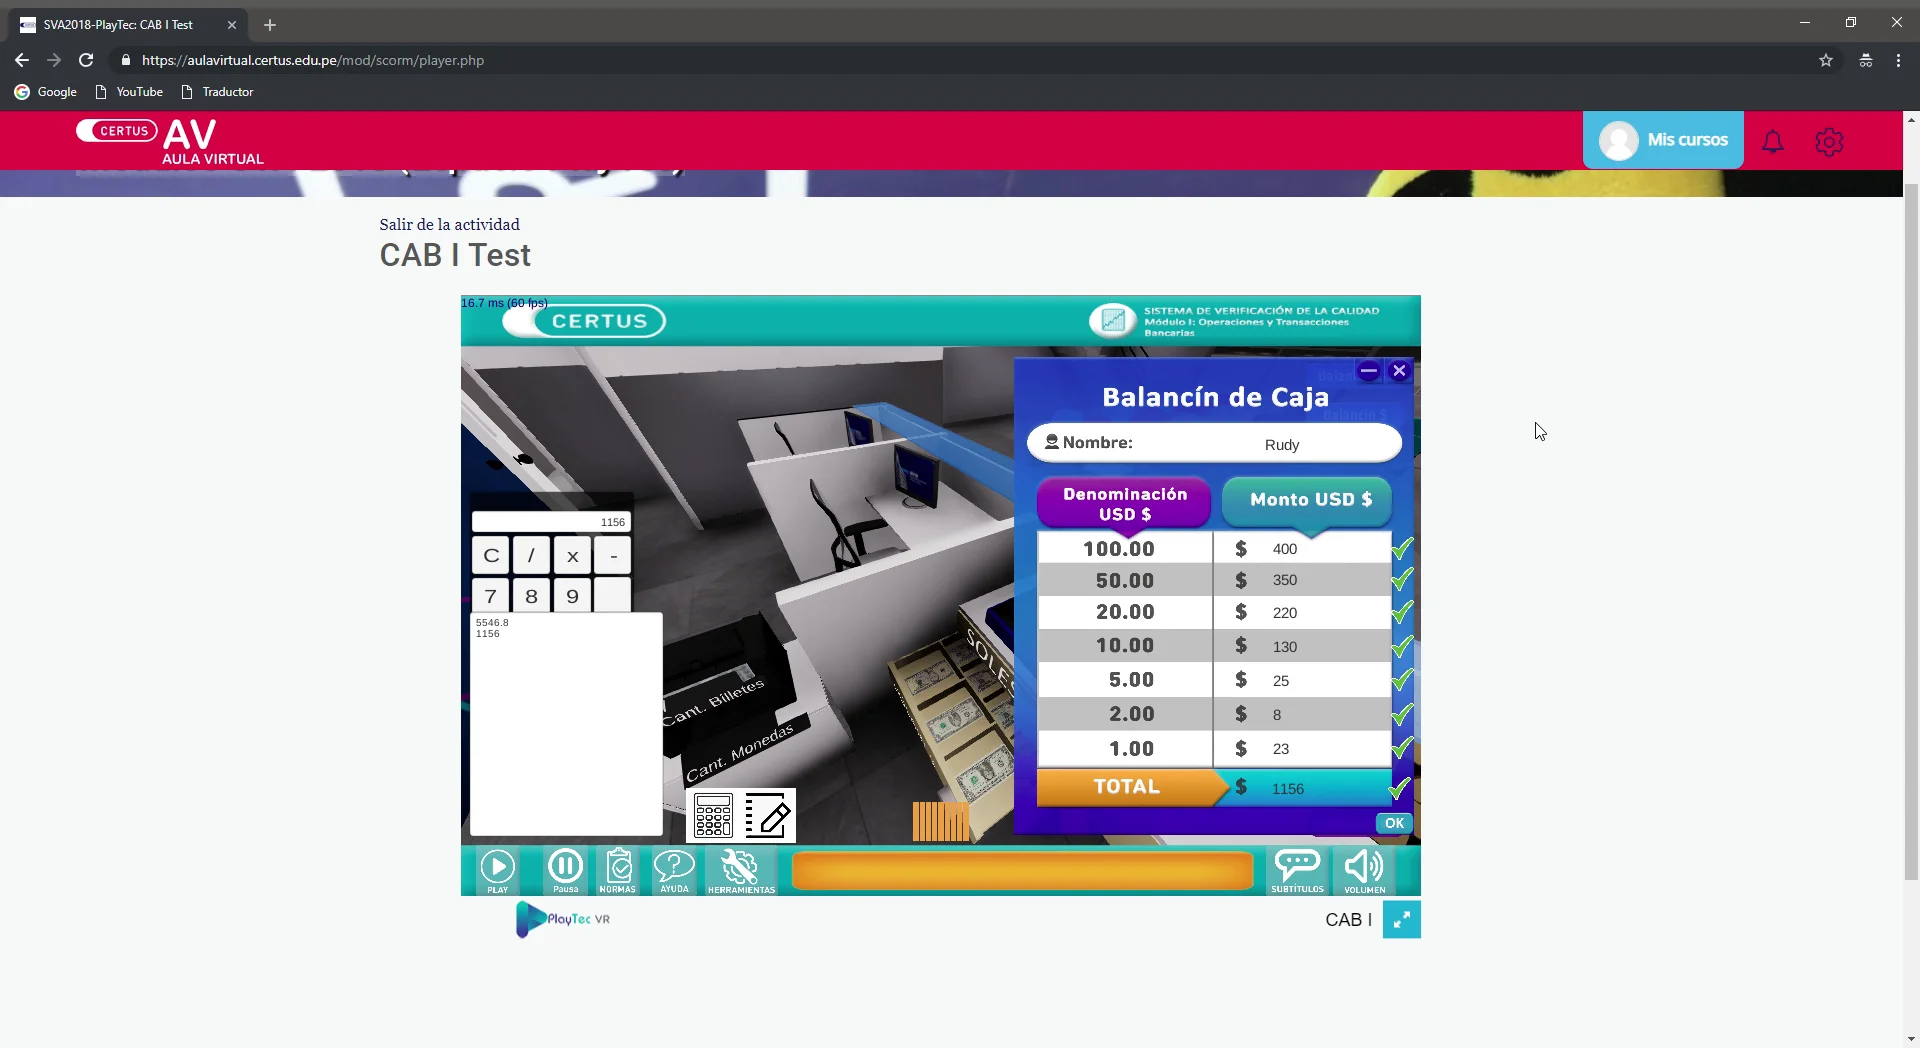 SVA2018-PlayTec: CAB I Test
https://aulavirtual.certus.edu.pe/mod/scorm/player.php
Google YouTube Traductor
CERTUS AV
AULA VIRTUAL
Mis cursos
Salir de la actividad
CAB I Test
16.7 ms (60 fps)
CERTUS
SISTEMA DE VERIFICACIÓN DE LA CALIDAD
Módulo I: Operaciones y Transacciones
Bancarias
Balancín de Caja
Nombre: Rudy
Denominación
USD $
Monto USD $
100.00 $ 400
50.00 $ 350
20.00 $ 220
10.00 $ 130
5.00 $ 25
2.00 $ 8
1.00 $ 23
TOTAL $ 1156
OK
1156
C / x -
7 8 9
5546.8
1156
Cant. Billetes
Cant. Monedas
SOLES
PLAY
Pausa
NORMAS
AYUDA
HERRAMIENTAS
SUBTÍTULOS
VOLUMEN
PlayTec VR
CAB I